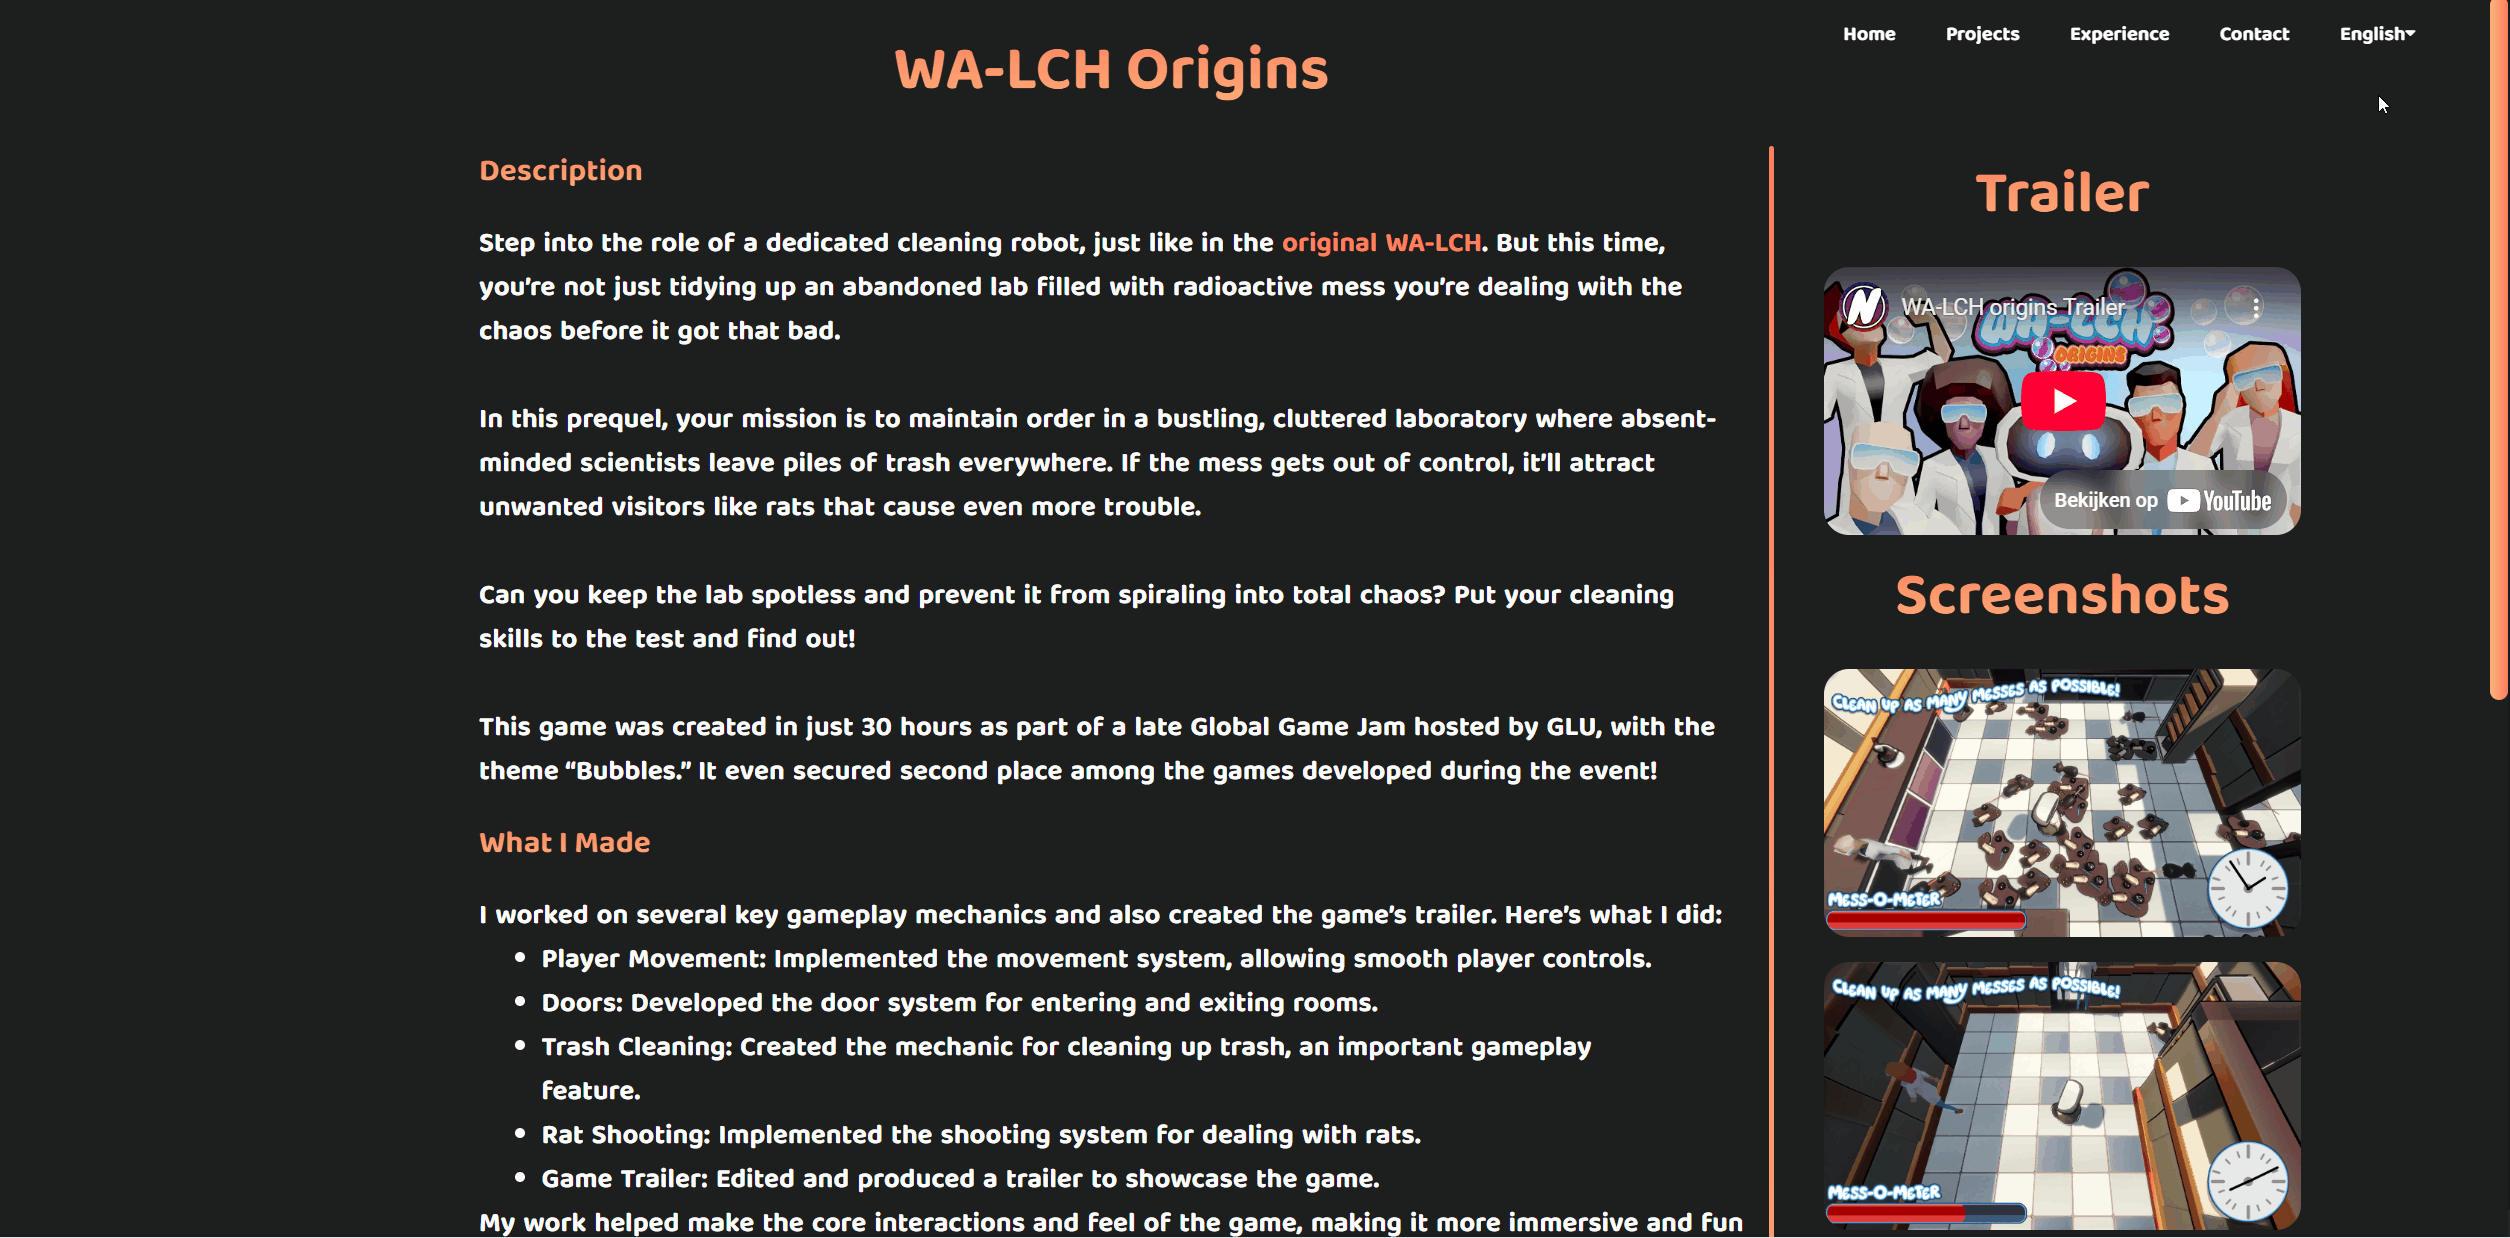 Home Projects Experience Contact English
WA-LCH Origins
Description
Step into the role of a dedicated cleaning robot, just like in the original WA-LCH. But this time,
you’re not just tidying up an abandoned lab filled with radioactive mess you’re dealing with the
chaos before it got that bad.
In this prequel, your mission is to maintain order in a bustling, cluttered laboratory where absent-
minded scientists leave piles of trash everywhere. If the mess gets out of control, it’ll attract
unwanted visitors like rats that cause even more trouble.
Can you keep the lab spotless and prevent it from spiraling into total chaos? Put your cleaning
skills to the test and find out!
This game was created in just 30 hours as part of a late Global Game Jam hosted by GLU, with the
theme “Bubbles.” It even secured second place among the games developed during the event!
What I Made
I worked on several key gameplay mechanics and also created the game’s trailer. Here’s what I did:
Player Movement: Implemented the movement system, allowing smooth player controls.
Doors: Developed the door system for entering and exiting rooms.
Trash Cleaning: Created the mechanic for cleaning up trash, an important gameplay
feature.
Rat Shooting: Implemented the shooting system for dealing with rats.
Game Trailer: Edited and produced a trailer to showcase the game.
My work helped make the core interactions and feel of the game, making it more immersive and fun
Trailer
N
WA-LCH origins Trailer
WA-LCH
ORIGINS
Bekijken op YouTube
Screenshots
CLEAN UP AS MANY MESSES AS POSSIBLE!
MESS-O-METER
CLEAN UP AS MANY MESSES AS POSSIBLE!
MESS-O-METER